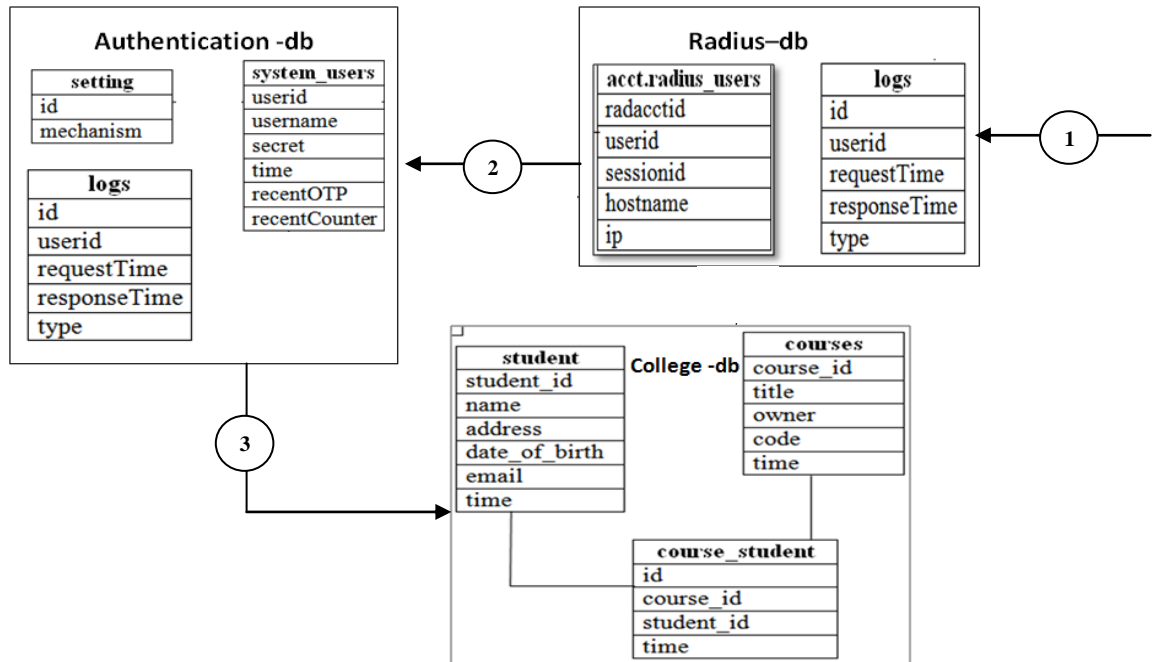 Authentication -db
setting
id
mechanism
system_users
userid
username
secret
time
recentOTP
recentCounter
logs
id
userid
requestTime
responseTime
type
2
Radius–db
acct.radius_users
radacctid
userid
sessionid
hostname
ip
logs
id
userid
requestTime
responseTime
type
1
3
College -db
student
student_id
name
address
date_of_birth
email
time
courses
course_id
title
owner
code
time
course_student
id
course_id
student_id
time